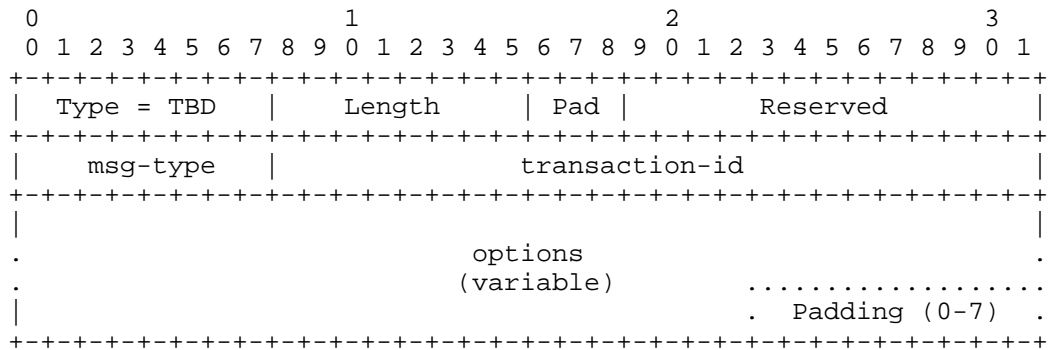 0                   1                   2                   3
 0 1 2 3 4 5 6 7 8 9 0 1 2 3 4 5 6 7 8 9 0 1 2 3 4 5 6 7 8 9 0 1
+-+-+-+-+-+-+-+-+-+-+-+-+-+-+-+-+-+-+-+-+-+-+-+-+-+-+-+-+-+-+-+-+
|  Type = TBD   |    Length     | Pad |        Reserved         |
+-+-+-+-+-+-+-+-+-+-+-+-+-+-+-+-+-+-+-+-+-+-+-+-+-+-+-+-+-+-+-+-+
|    msg-type   |               transaction-id                  |
+-+-+-+-+-+-+-+-+-+-+-+-+-+-+-+-+-+-+-+-+-+-+-+-+-+-+-+-+-+-+-+-+
|                                                               |
.                            options                            .
.                           (variable)        ...................
|                                             .  Padding (0-7)  .
+-+-+-+-+-+-+-+-+-+-+-+-+-+-+-+-+-+-+-+-+-+-+-+-+-+-+-+-+-+-+-+-+